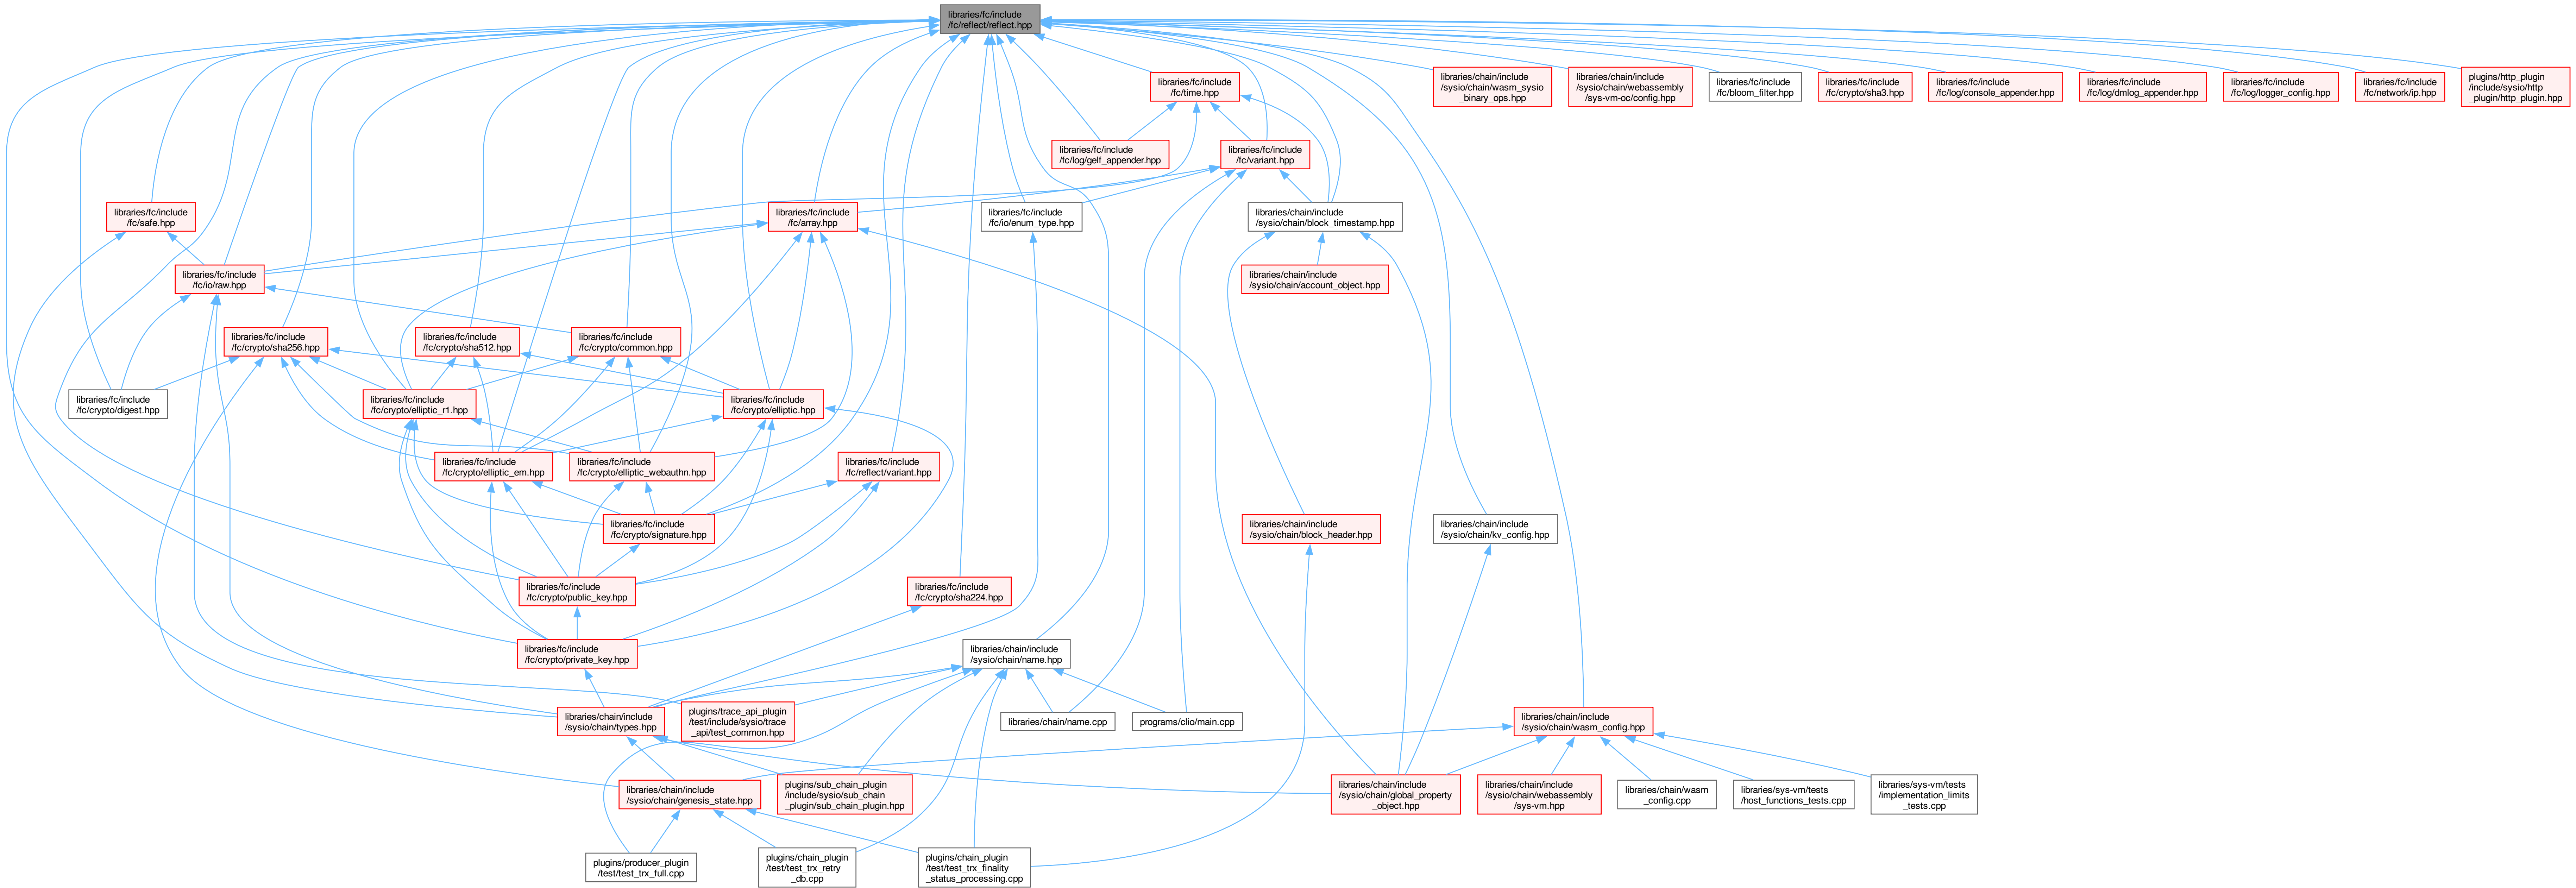 libraries/fc/include
/fc/reflect/reflect.hpp
libraries/fc/include
/fc/time.hpp
libraries/chain/include
/sysio/chain/wasm_sysio
_binary_ops.hpp
libraries/chain/include
/sysio/chain/webassembly
/sys-vm-oc/config.hpp
libraries/fc/include
/fc/bloom_filter.hpp
libraries/fc/include
/fc/crypto/sha3.hpp
libraries/fc/include
/fc/log/console_appender.hpp
libraries/fc/include
/fc/log/dmlog_appender.hpp
libraries/fc/include
/fc/log/logger_config.hpp
libraries/fc/include
/fc/network/ip.hpp
plugins/http_plugin
/include/sysio/http
_plugin/http_plugin.hpp
libraries/fc/include
/fc/log/gelf_appender.hpp
libraries/fc/include
/fc/variant.hpp
libraries/fc/include
/fc/safe.hpp
libraries/fc/include
/fc/array.hpp
libraries/fc/include
/fc/io/enum_type.hpp
libraries/chain/include
/sysio/chain/block_timestamp.hpp
libraries/fc/include
/fc/io/raw.hpp
libraries/chain/include
/sysio/chain/account_object.hpp
libraries/fc/include
/fc/crypto/sha256.hpp
libraries/fc/include
/fc/crypto/sha512.hpp
libraries/fc/include
/fc/crypto/common.hpp
libraries/fc/include
/fc/crypto/digest.hpp
libraries/fc/include
/fc/crypto/elliptic_r1.hpp
libraries/fc/include
/fc/crypto/elliptic.hpp
libraries/fc/include
/fc/crypto/elliptic_em.hpp
libraries/fc/include
/fc/crypto/elliptic_webauthn.hpp
libraries/fc/include
/fc/reflect/variant.hpp
libraries/fc/include
/fc/crypto/signature.hpp
libraries/chain/include
/sysio/chain/block_header.hpp
libraries/chain/include
/sysio/chain/kv_config.hpp
libraries/fc/include
/fc/crypto/public_key.hpp
libraries/fc/include
/fc/crypto/sha224.hpp
libraries/fc/include
/fc/crypto/private_key.hpp
libraries/chain/include
/sysio/chain/name.hpp
libraries/chain/include
/sysio/chain/types.hpp
plugins/trace_api_plugin
/test/include/sysio/trace
_api/test_common.hpp
libraries/chain/name.cpp
programs/clio/main.cpp
libraries/chain/include
/sysio/chain/wasm_config.hpp
libraries/chain/include
/sysio/chain/genesis_state.hpp
plugins/sub_chain_plugin
/include/sysio/sub_chain
_plugin/sub_chain_plugin.hpp
libraries/chain/include
/sysio/chain/global_property
_object.hpp
libraries/chain/include
/sysio/chain/webassembly
/sys-vm.hpp
libraries/chain/wasm
_config.cpp
libraries/sys-vm/tests
/host_functions_tests.cpp
libraries/sys-vm/tests
/implementation_limits
_tests.cpp
plugins/producer_plugin
/test/test_trx_full.cpp
plugins/chain_plugin
/test/test_trx_retry
_db.cpp
plugins/chain_plugin
/test/test_trx_finality
_status_processing.cpp